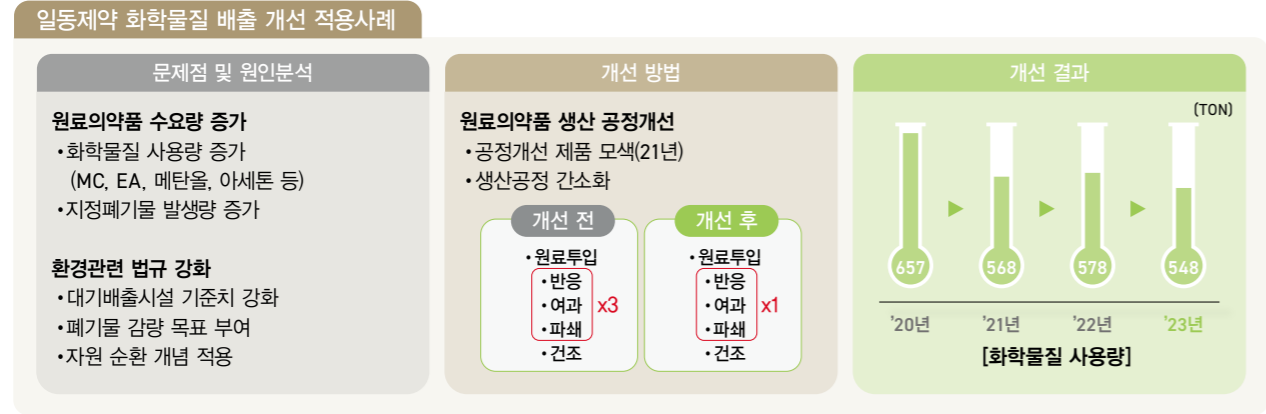 일동제약 화학물질 배출 개선 적용사례
문제점 및 원인분석
원료의약품 수요량 증가
•화학물질 사용량 증가
(MC, EA, 메탄올, 아세톤 등)
•지정폐기물 발생량 증가
환경관련 법규 강화
•대기배출시설 기준치 강화
•폐기물 감량 목표 부여
•자원 순환 개념 적용
개선 방법
원료의약품 생산 공정개선
•공정개선 제품 모색(21년)
•생산공정 간소화
개선 전
•원료투입
•반응
•여과 x3
•파쇄
•건조
개선 후
•원료투입
•반응
•여과 x1
•파쇄
•건조
개선 결과
(TON)
657 568 578 548
’20년 ’21년 ’22년 ’23년
[화학물질 사용량]